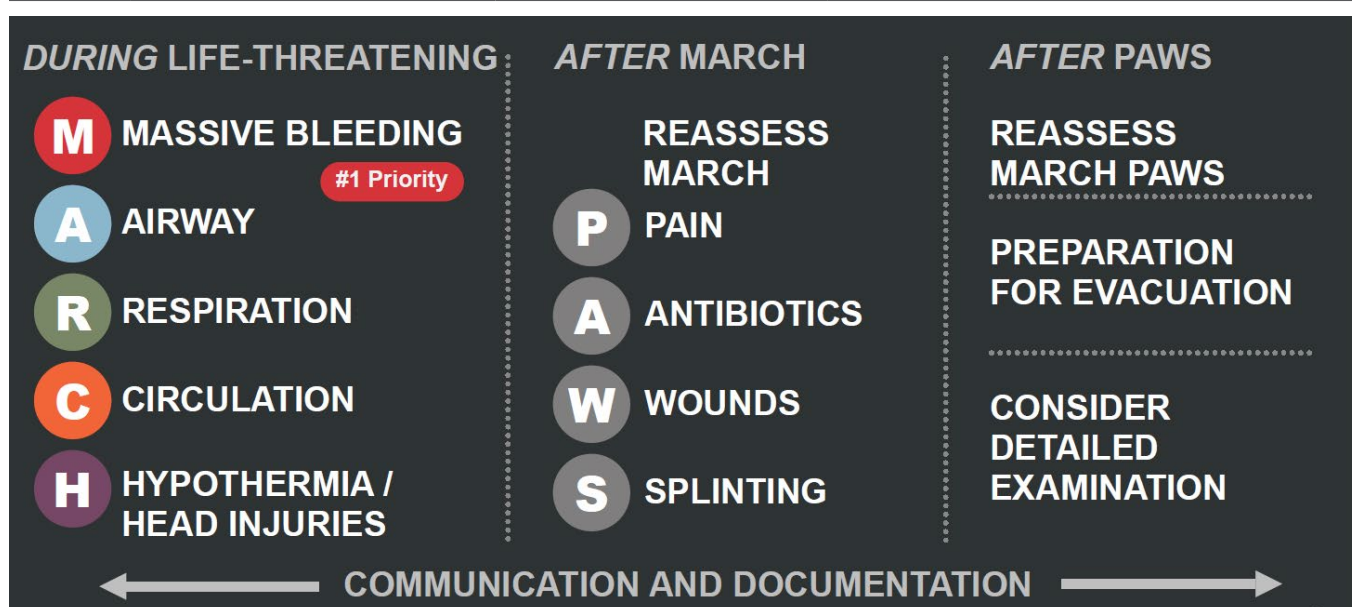 DURING LIFE-THREATENING
M MASSIVE BLEEDING
#1 Priority
A AIRWAY
R RESPIRATION
C CIRCULATION
H HYPOTHERMIA /
HEAD INJURIES
AFTER MARCH
REASSESS
MARCH
P PAIN
A ANTIBIOTICS
W WOUNDS
S SPLINTING
AFTER PAWS
REASSESS
MARCH PAWS
PREPARATION
FOR EVACUATION
CONSIDER
DETAILED
EXAMINATION
COMMUNICATION AND DOCUMENTATION